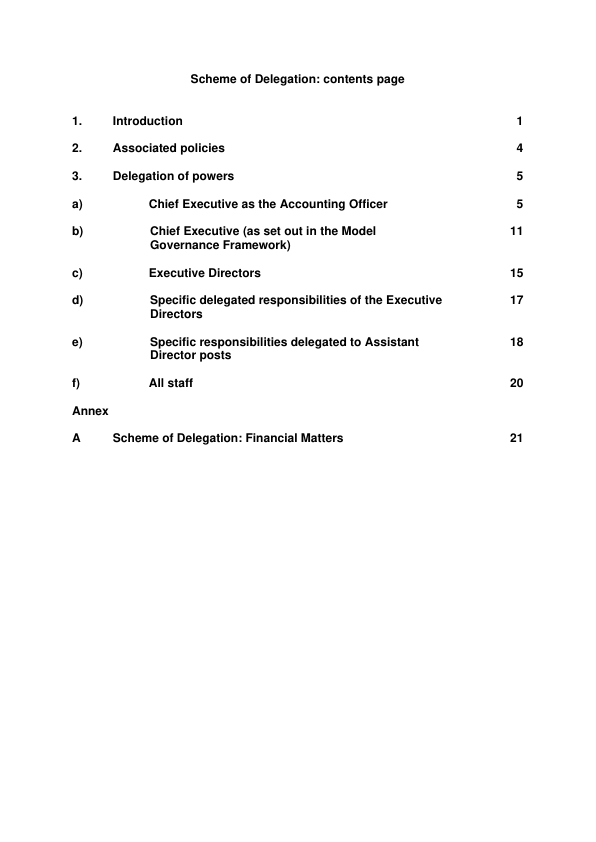 Scheme of Delegation: contents page
1. Introduction 1
2. Associated policies 4
3. Delegation of powers 5
a) Chief Executive as the Accounting Officer 5
b) Chief Executive (as set out in the Model 11
Governance Framework)
c) Executive Directors 15
d) Specific delegated responsibilities of the Executive 17
Directors
e) Specific responsibilities delegated to Assistant 18
Director posts
f) All staff 20
Annex
A Scheme of Delegation: Financial Matters 21